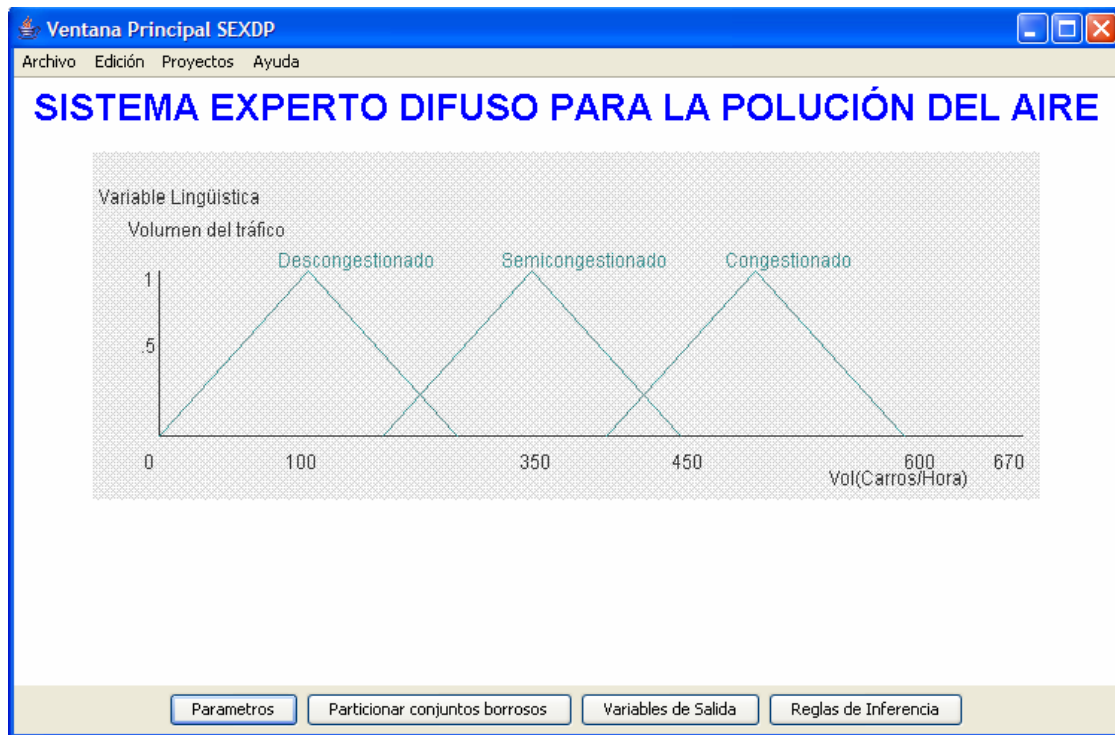 Ventana Principal SEXDP
Archivo Edición Proyectos Ayuda
SISTEMA EXPERTO DIFUSO PARA LA POLUCIÓN DEL AIRE
Variable Lingüistica
Volumen del tráfico
Descongestionado Semicongestionado Congestionado
1
.5
0 100 350 450 600 670
Vol(Carros/Hora)
Parametros Particionar conjuntos borrosos Variables de Salida Reglas de Inferencia